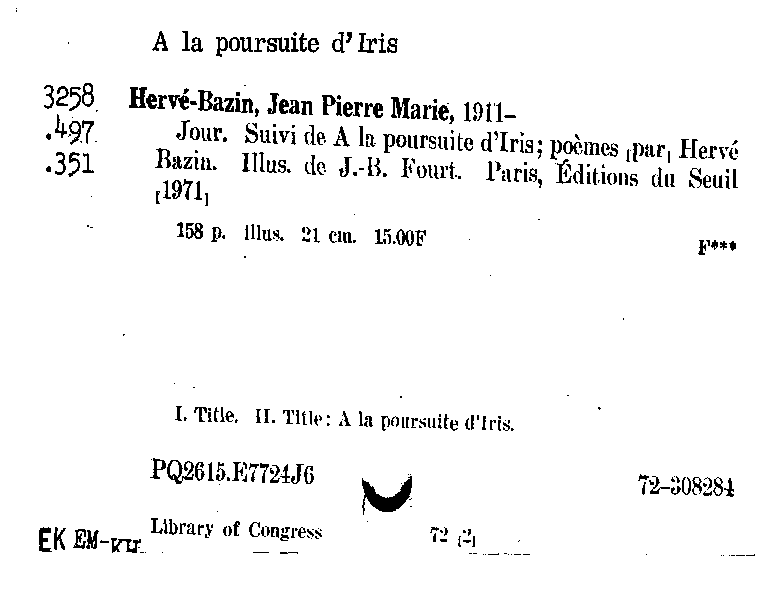 A la poursuite d'Iris
3258 Hervé-Bazin, Jean Pierre Marie, 1911–
.497 Jour. Suivi de A la poursuite d'Iris; poèmes [par] Hervé
.351 Bazin. Illus. de J.-B. Fourt. Paris, Éditions du Seuil
[1971]
158 p. illus. 21 cm. 15.00F
F***
I. Title. II. Title: A la poursuite d'Iris.
PQ2615.E7724J6 72–308284
Library of Congress 72 [2]
EK EM-